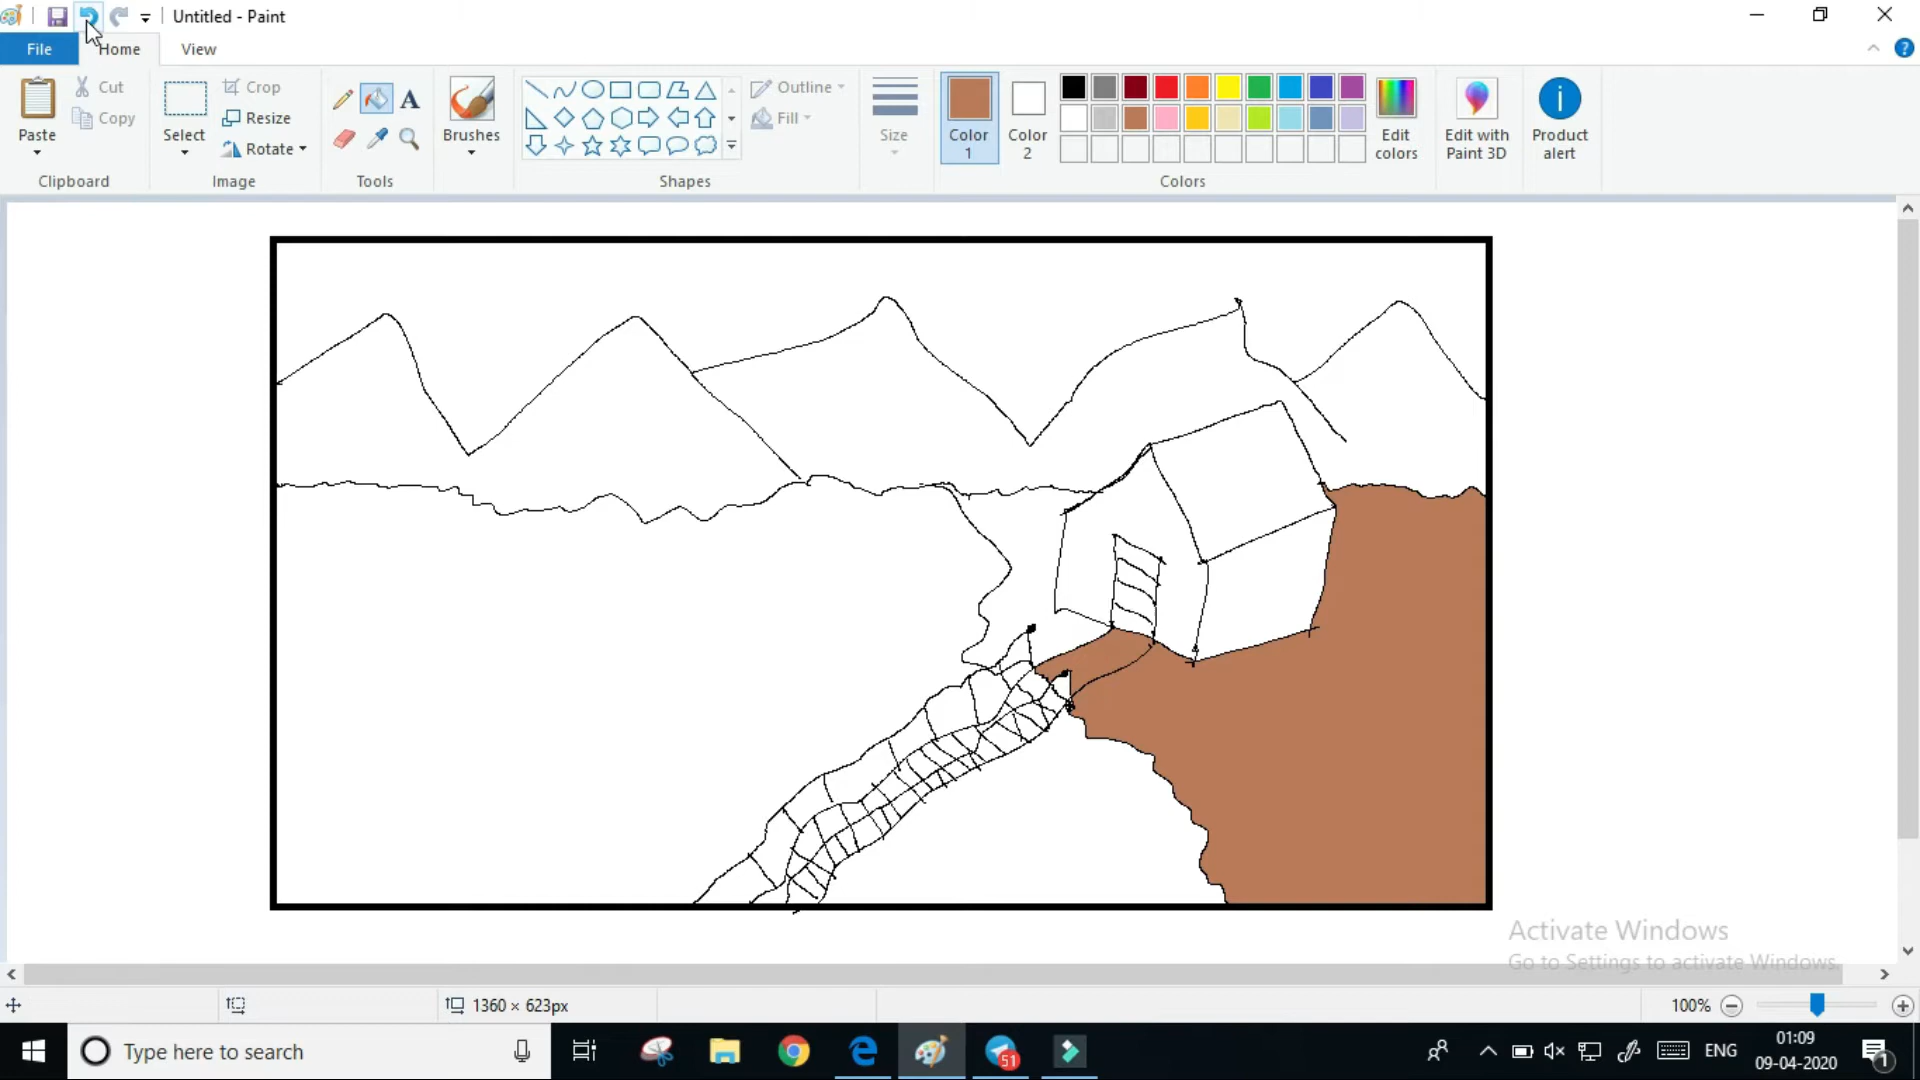 Untitled - Paint
File
Home
View
Paste
Cut
Copy
Clipboard
Select
Crop
Resize
Rotate
Image
A
Tools
Brushes
Shapes
Outline
Fill
Size
Color
1
Color
2
Colors
Edit
colors
Edit with
Paint 3D
Product
alert
Activate Windows
Go to Settings to activate Windows.
1360 × 623px
100%
Type here to search
51
ENG
01:09
09-04-2020
1